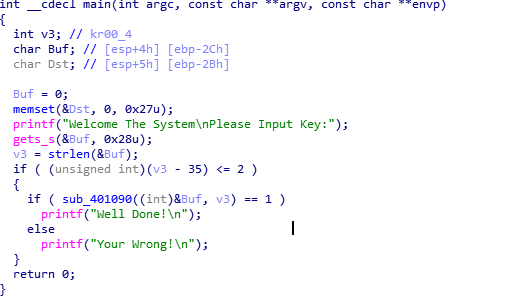 int __cdecl main(int argc, const char **argv, const char **envp)
{
  int v3; // kr00_4
  char Buf; // [esp+4h] [ebp-2Ch]
  char Dst; // [esp+5h] [ebp-2Bh]

  Buf = 0;
  memset(&Dst, 0, 0x27u);
  printf("Welcome The System\nPlease Input Key:");
  gets_s(&Buf, 0x28u);
  v3 = strlen(&Buf);
  if ( (unsigned int)(v3 - 35) <= 2 )
  {
    if ( sub_401090((int)&Buf, v3) == 1 )
      printf("Well Done!\n");
    else
      printf("Your Wrong!\n");
  }
  return 0;
}